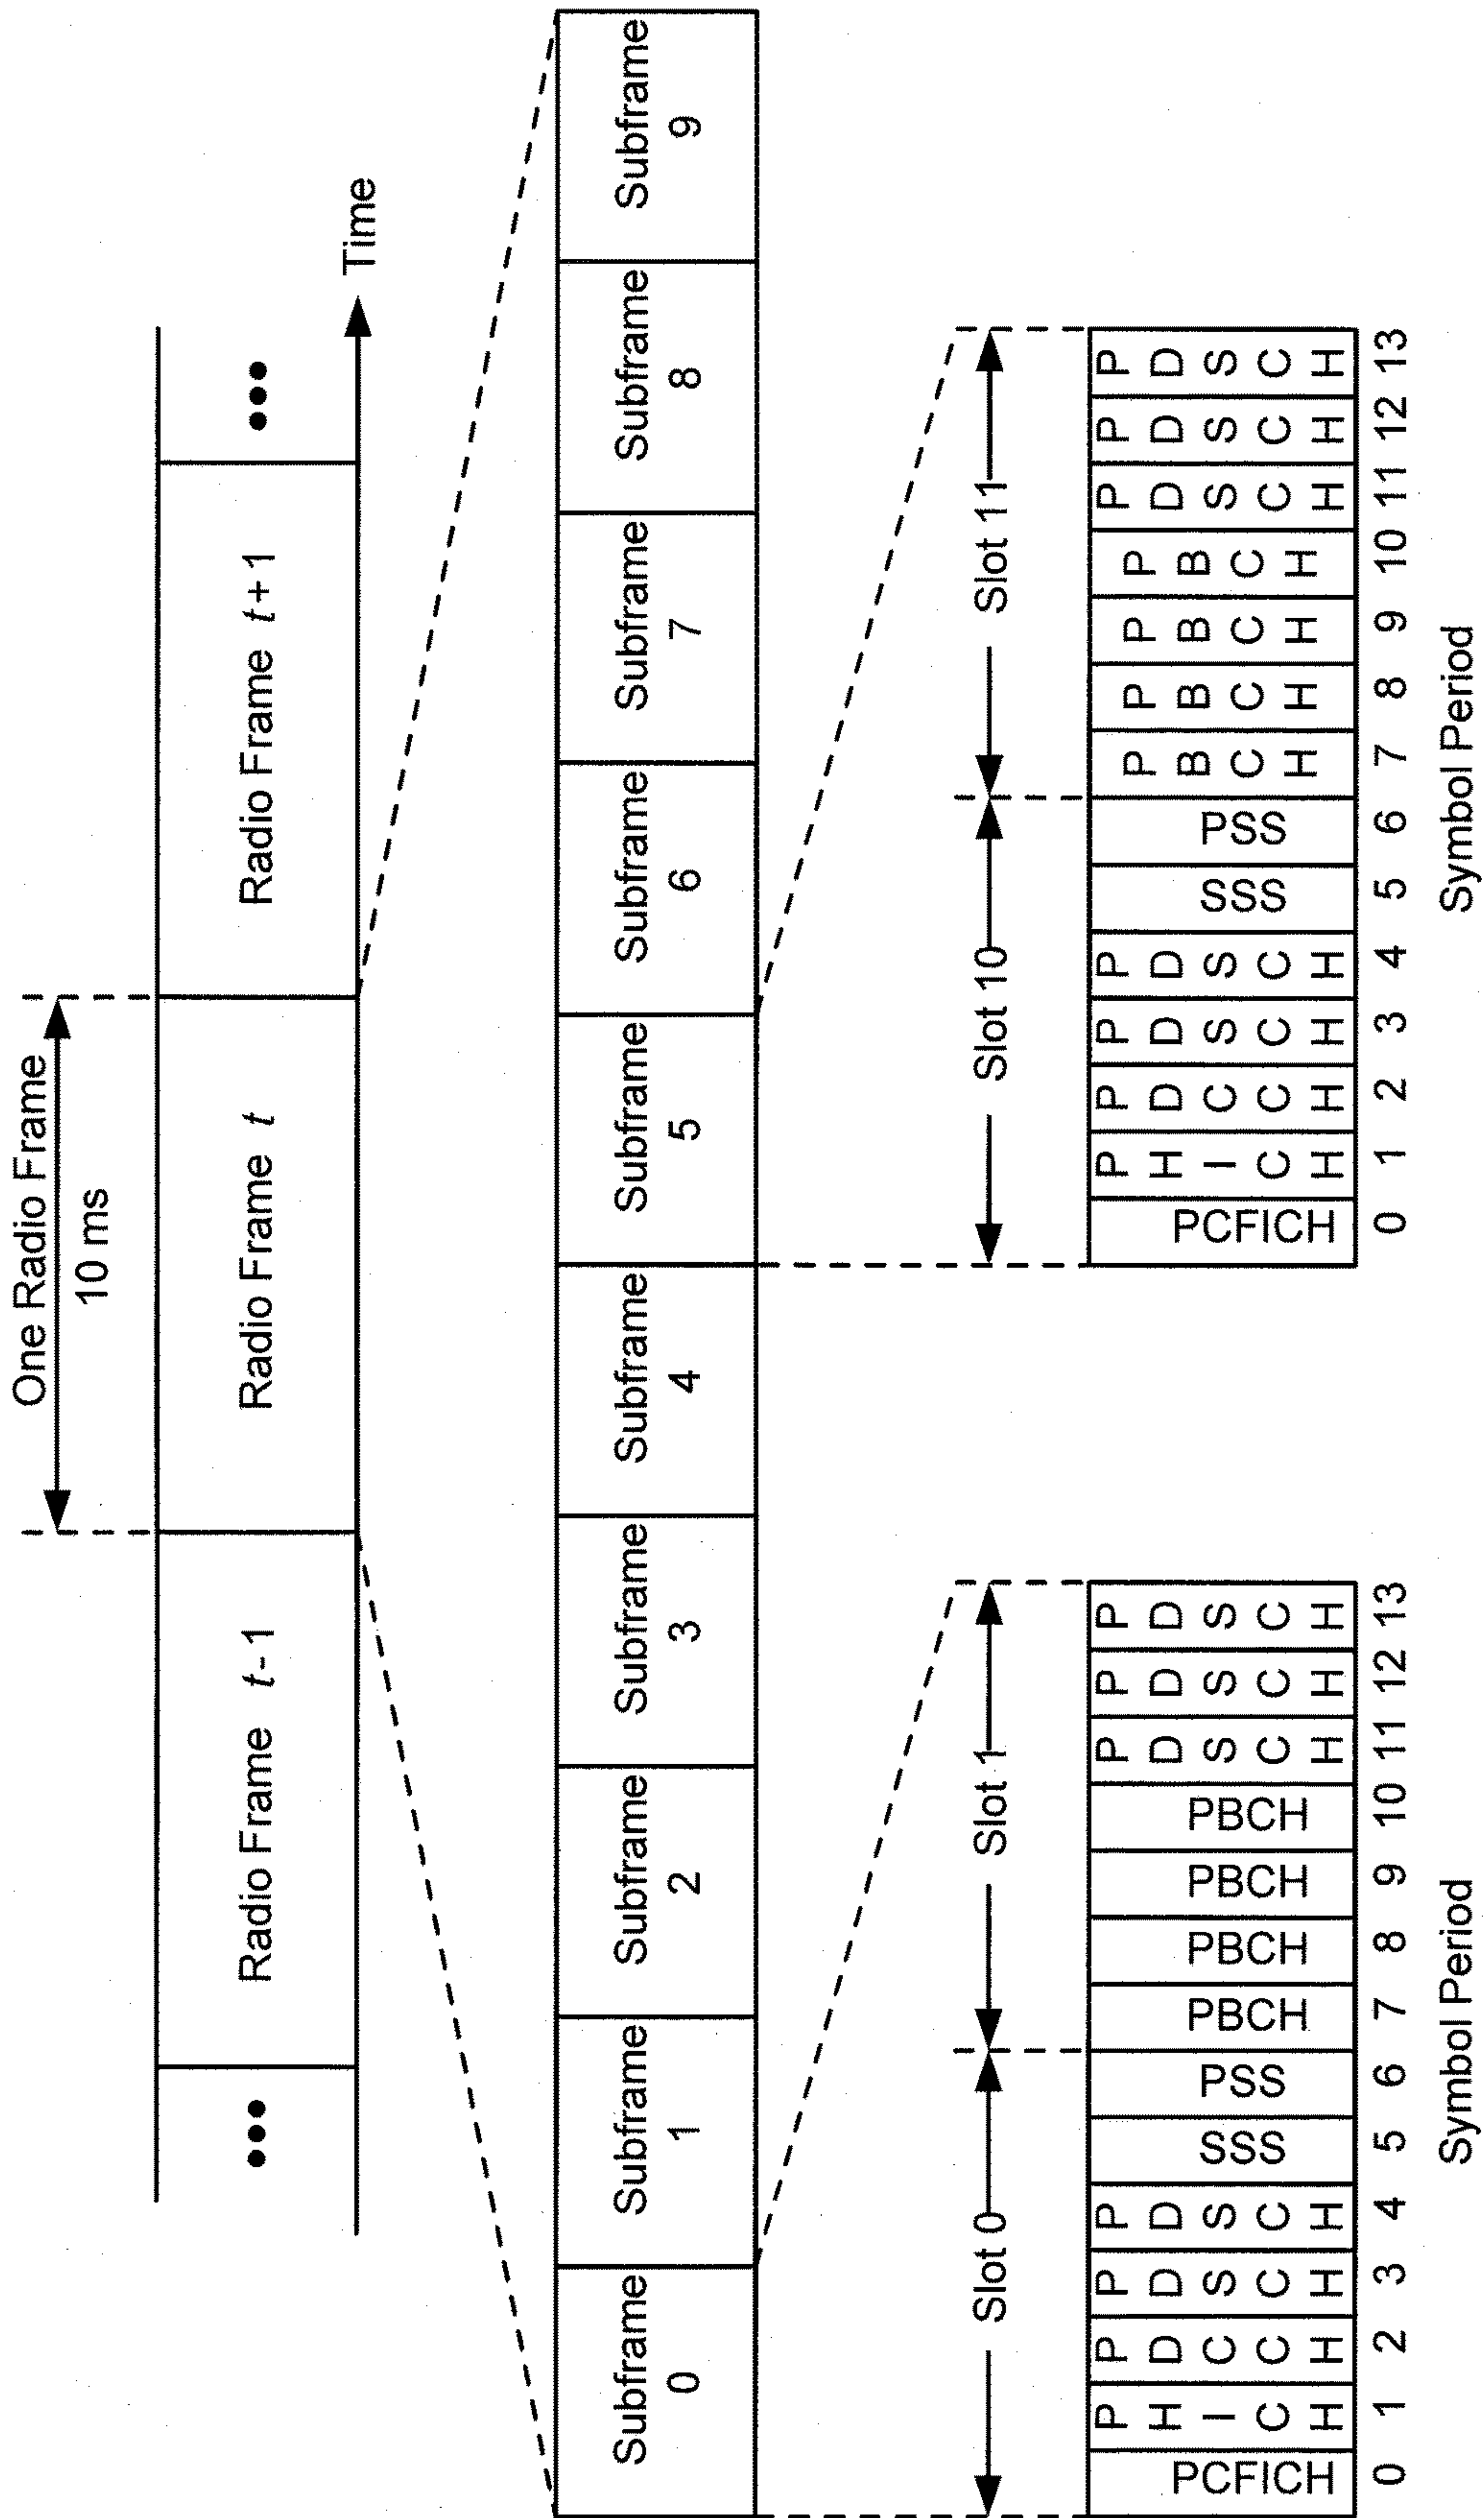 One Radio Frame
10 ms
•••
Radio Frame t-1
Radio Frame t
Radio Frame t+1
•••
Time
Subframe
0
Subframe
1
Subframe
2
Subframe
3
Subframe
4
Subframe
5
Subframe
6
Subframe
7
Subframe
8
Subframe
9
Slot 0
Slot 1
PCFICH
PHICH
PDCCH
PDSCH
PDSCH
SSS
PSS
PBCH
PBCH
PBCH
PBCH
PDSCH
PDSCH
PDSCH
0 1 2 3 4 5 6 7 8 9 10 11 12 13
Symbol Period
Slot 10
Slot 11
PCFICH
PHICH
PDCCH
PDSCH
PDSCH
SSS
PSS
PBCH
PBCH
PBCH
PBCH
PDSCH
PDSCH
PDSCH
0 1 2 3 4 5 6 7 8 9 10 11 12 13
Symbol Period